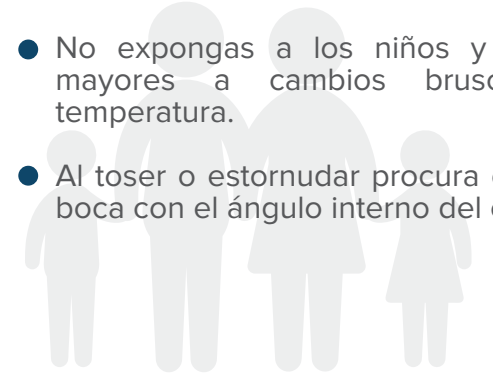 ● No expongas a los niños y
mayores a cambios
temperatura.
● Al toser o estornudar procura
boca con el ángulo interno del